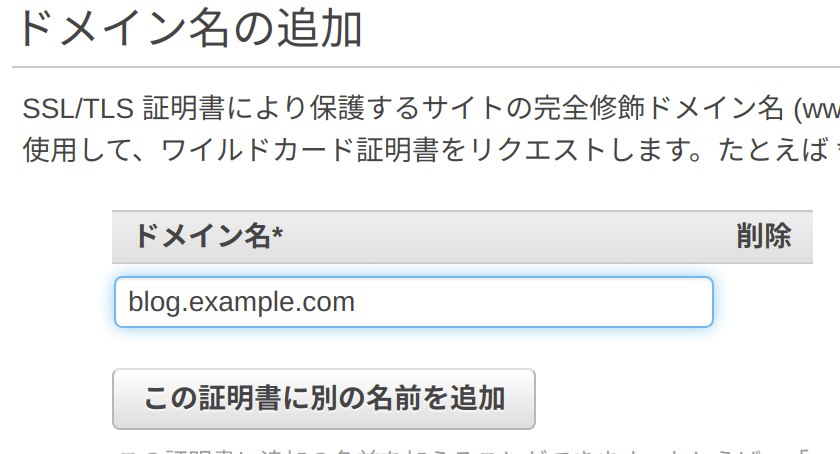 ドメイン名の追加
SSL/TLS 証明書により保護するサイトの完全修飾ドメイン名 (ww
使用して、ワイルドカード証明書をリクエストします。たとえば *
ドメイン名* 削除
blog.example.com
この証明書に別の名前を追加